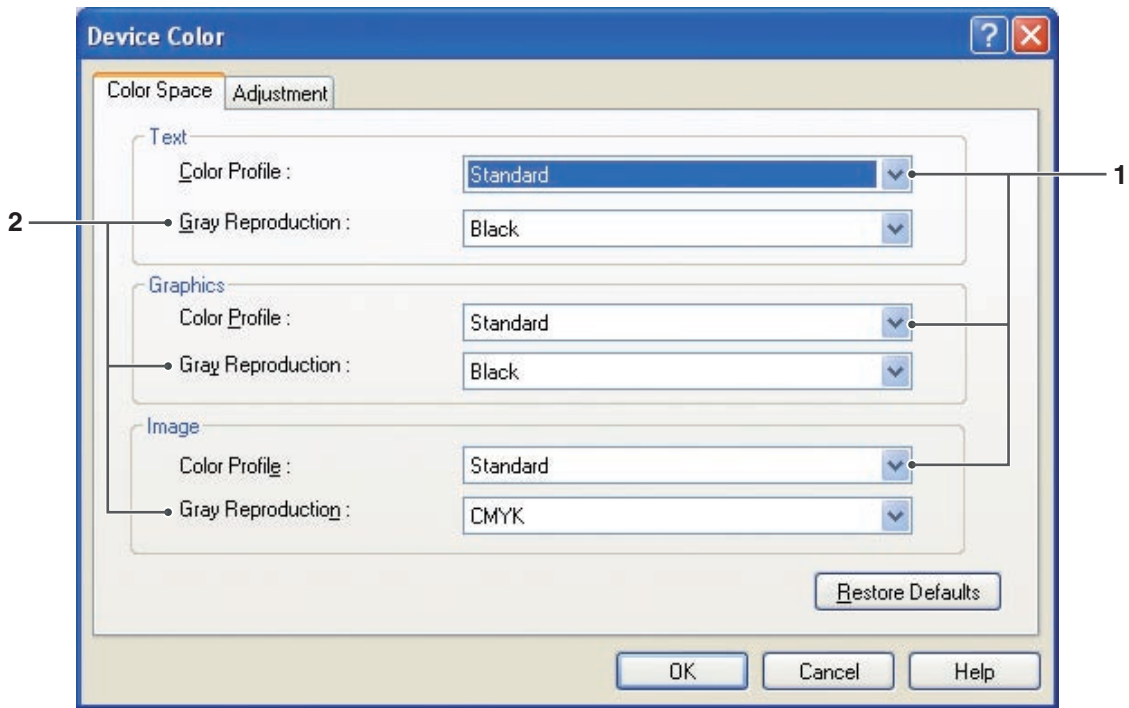 Device Color
Color Space Adjustment
Text
Color Profile : Standard
1
2
Gray Reproduction : Black
Graphics
Color Profile : Standard
Gray Reproduction : Black
Image
Color Profile : Standard
Gray Reproduction : CMYK
Restore Defaults
OK Cancel Help